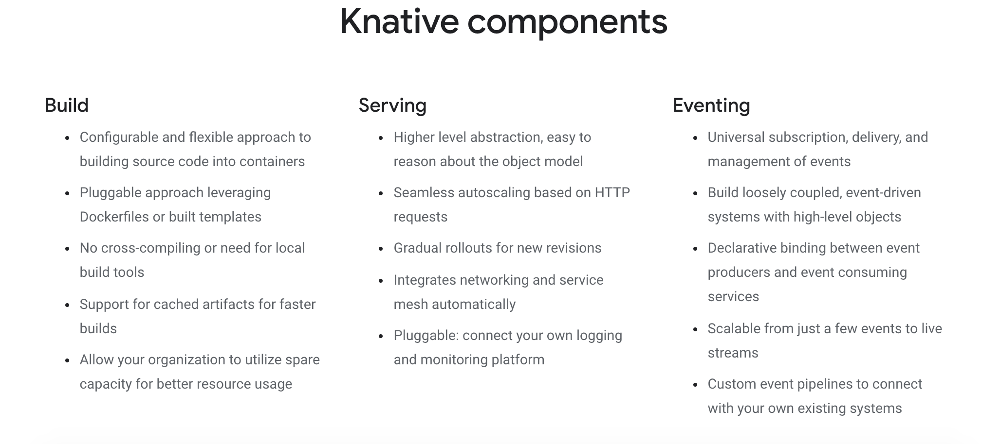 Knative components
Build
• Configurable and flexible approach to
building source code into containers
• Pluggable approach leveraging
Dockerfiles or built templates
• No cross-compiling or need for local
build tools
• Support for cached artifacts for faster
builds
• Allow your organization to utilize spare
capacity for better resource usage
Serving
• Higher level abstraction, easy to
reason about the object model
• Seamless autoscaling based on HTTP
requests
• Gradual rollouts for new revisions
• Integrates networking and service
mesh automatically
• Pluggable: connect your own logging
and monitoring platform
Eventing
• Universal subscription, delivery, and
management of events
• Build loosely coupled, event-driven
systems with high-level objects
• Declarative binding between event
producers and event consuming
services
• Scalable from just a few events to live
streams
• Custom event pipelines to connect
with your own existing systems